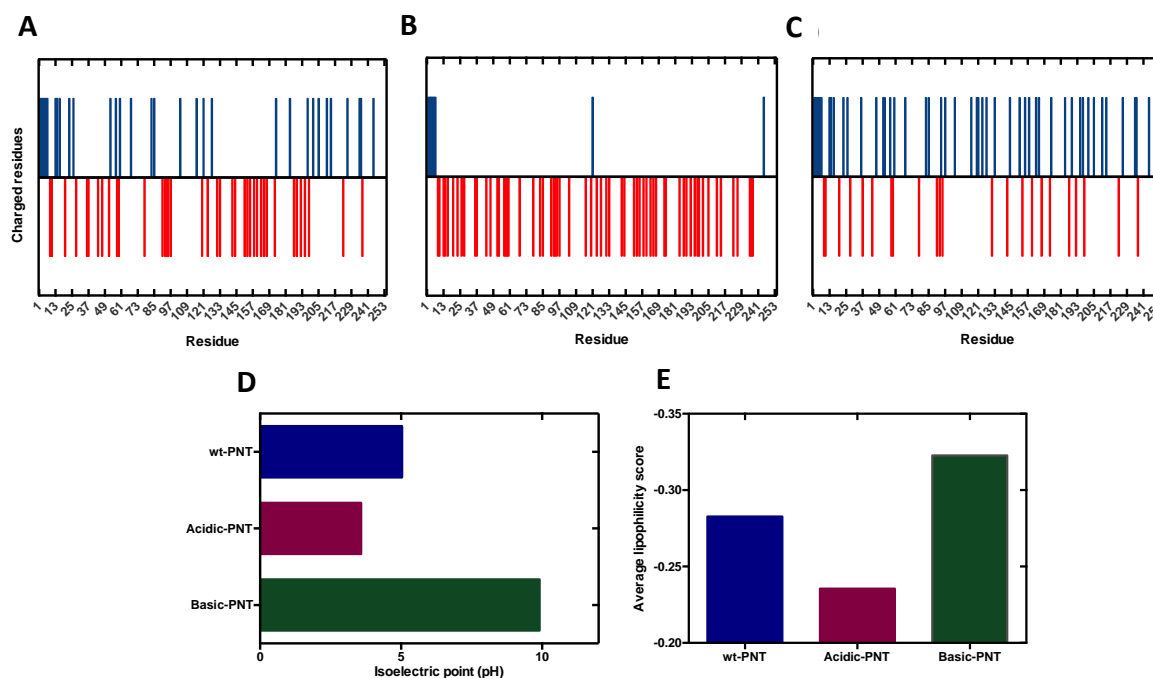 A
B
C
Charged residues
1 13 25 37 49 61 73 85 97 109 121 133 145 157 169 181 193 205 217 229 241 253
1 13 25 37 49 61 73 85 97 109 121 133 145 157 169 181 193 205 217 229 241 253
1 13 25 37 49 61 73 85 97 109 121 133 145 157 169 181 193 205 217 229 241
Residue
Residue
Residue
D
E
wt-PNT
Acidic-PNT
Basic-PNT
0 5 10
Isoelectric point (pH)
Average lipophilicity score
-0.35
-0.30
-0.25
-0.20
wt-PNT Acidic-PNT Basic-PNT